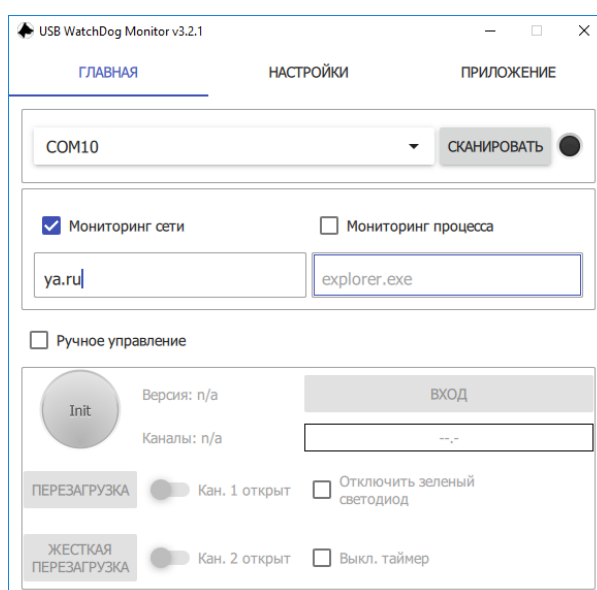 USB WatchDog Monitor v3.2.1
ГЛАВНАЯ НАСТРОЙКИ ПРИЛОЖЕНИЕ
COM10 СКАНИРОВАТЬ
Мониторинг сети Мониторинг процесса
ya.ru explorer.exe
Ручное управление
Init Версия: n/a ВХОД
Каналы: n/a --.-
ПЕРЕЗАГРУЗКА Кан. 1 открыт Отключить зеленый
светодиод
ЖЕСТКАЯ
ПЕРЕЗАГРУЗКА Кан. 2 открыт Выкл. таймер